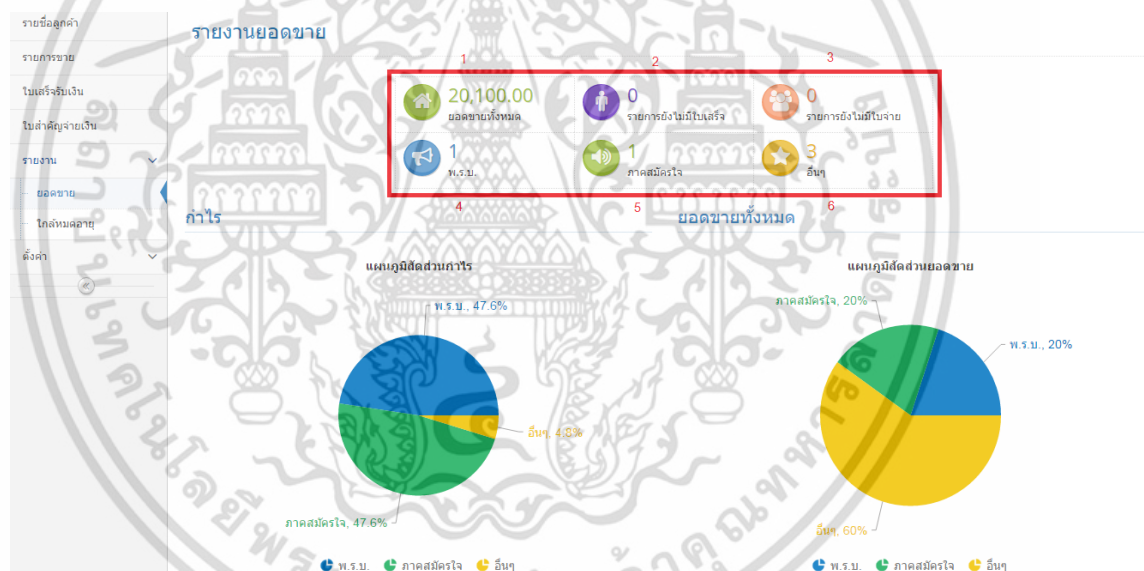 รายชื่อลูกค้า
รายการขาย
ใบเสร็จรับเงิน
ใบสำคัญจ่ายเงิน
รายงาน
ยอดขาย
ใกล้หมดอายุ
ตั้งค่า
รายงานยอดขาย
1 2 3
20,100.00 0 0
ยอดขายทั้งหมด รายการยังไม่มีใบเสร็จ รายการยังไม่มีใบจ่าย
1 1 3
พ.ร.บ. ภาคสมัครใจ อื่นๆ
4 5 6
กำไร ยอดขายทั้งหมด
แผนภูมิสัดส่วนกำไร
พ.ร.บ., 47.6%
อื่นๆ, 4.8%
ภาคสมัครใจ, 47.6%
พ.ร.บ. ภาคสมัครใจ อื่นๆ
แผนภูมิสัดส่วนยอดขาย
ภาคสมัครใจ, 20%
พ.ร.บ., 20%
อื่นๆ, 60%
พ.ร.บ. ภาคสมัครใจ อื่นๆ